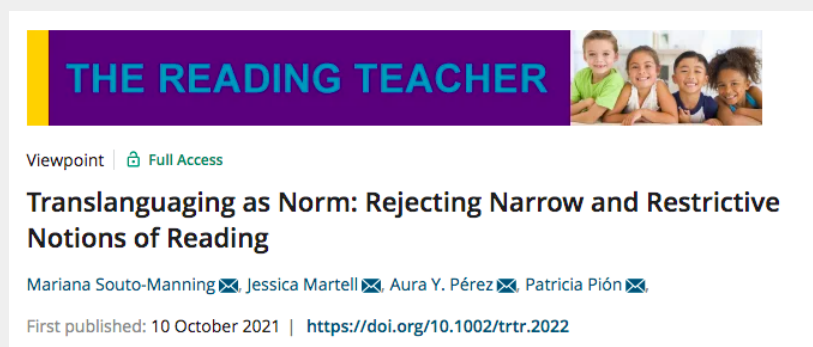 THE READING TEACHER
Viewpoint | Full Access
Translanguaging as Norm: Rejecting Narrow and Restrictive
Notions of Reading
Mariana Souto-Manning, Jessica Martell, Aura Y. Pérez, Patricia Pión,
First published: 10 October 2021 | https://doi.org/10.1002/trtr.2022